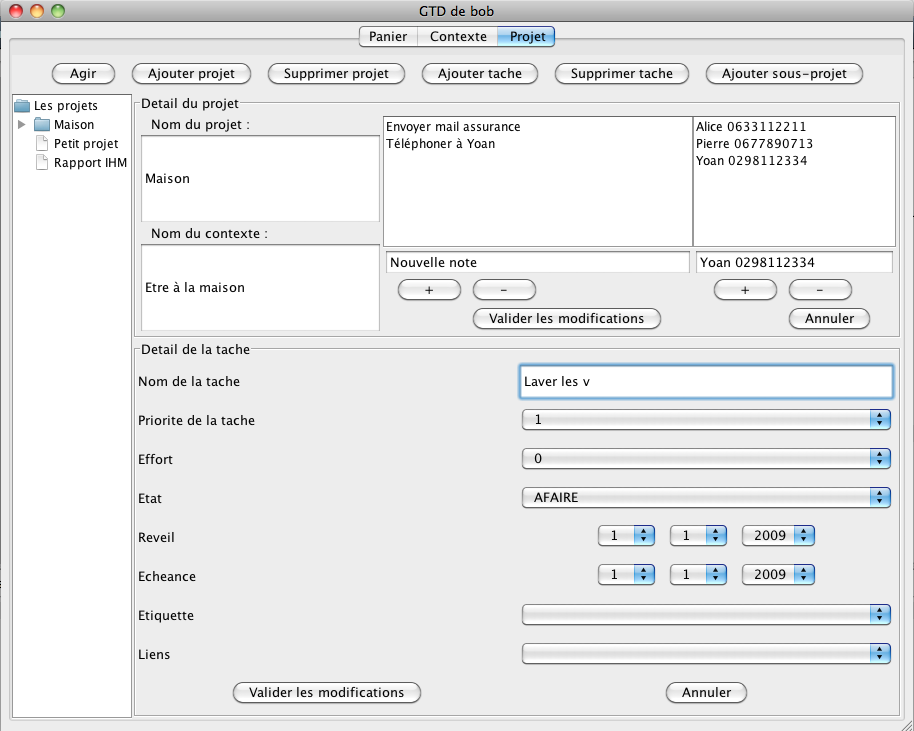 GTD de bob
Panier Contexte Projet
Agir Ajouter projet Supprimer projet Ajouter tache Supprimer tache Ajouter sous-projet
Les projets
Maison
Petit projet
Rapport IHM
Detail du projet
Nom du projet :
Maison
Nom du contexte :
Etre à la maison
Envoyer mail assurance
Téléphoner à Yoan
Nouvelle note
+ -
Valider les modifications
Alice 0633112211
Pierre 0677890713
Yoan 0298112334
Yoan 0298112334
+ -
Annuler
Detail de la tache
Nom de la tache Laver les v
Priorite de la tache 1
Effort 0
Etat AFAIRE
Reveil 1 1 2009
Echeance 1 1 2009
Etiquette
Liens
Valider les modifications Annuler